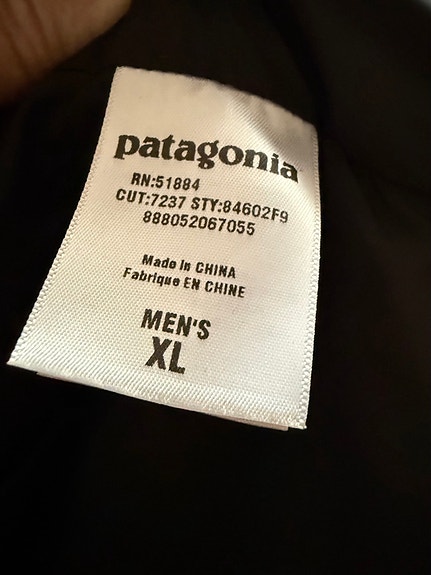 patagonia
RN:51884
CUT:7237 STY:84602F9
888052067055
Made in CHINA
Fabrique EN CHINE
MEN'S
XL